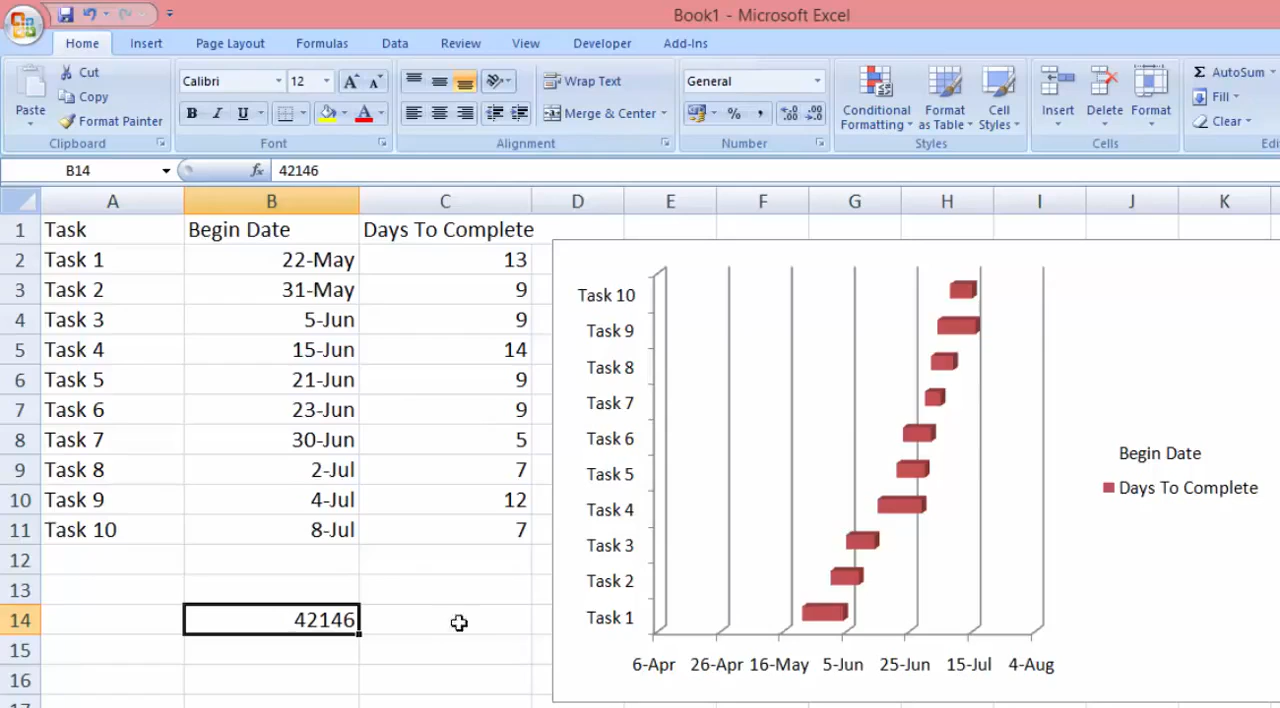 Book1 - Microsoft Excel
Home Insert Page Layout Formulas Data Review View Developer Add-Ins
Paste
Cut
Copy
Format Painter
Clipboard
Calibri 12
B I U
Font
Wrap Text
Merge & Center
Alignment
General
% ,
Number
Conditional Formatting
Format as Table
Cell Styles
Styles
Insert Delete Format
Cells
Σ AutoSum
Fill
Clear
Edi
B14 fx 42146
A B C D E F G H I J K
1 Task Begin Date Days To Complete
2 Task 1 22-May 13
3 Task 2 31-May 9
4 Task 3 5-Jun 9
5 Task 4 15-Jun 14
6 Task 5 21-Jun 9
7 Task 6 23-Jun 9
8 Task 7 30-Jun 5
9 Task 8 2-Jul 7
10 Task 9 4-Jul 12
11 Task 10 8-Jul 7
12
13
14 42146
15
16
Task 10
Task 9
Task 8
Task 7
Task 6
Task 5
Task 4
Task 3
Task 2
Task 1
6-Apr 26-Apr 16-May 5-Jun 25-Jun 15-Jul 4-Aug
Begin Date
Days To Complete